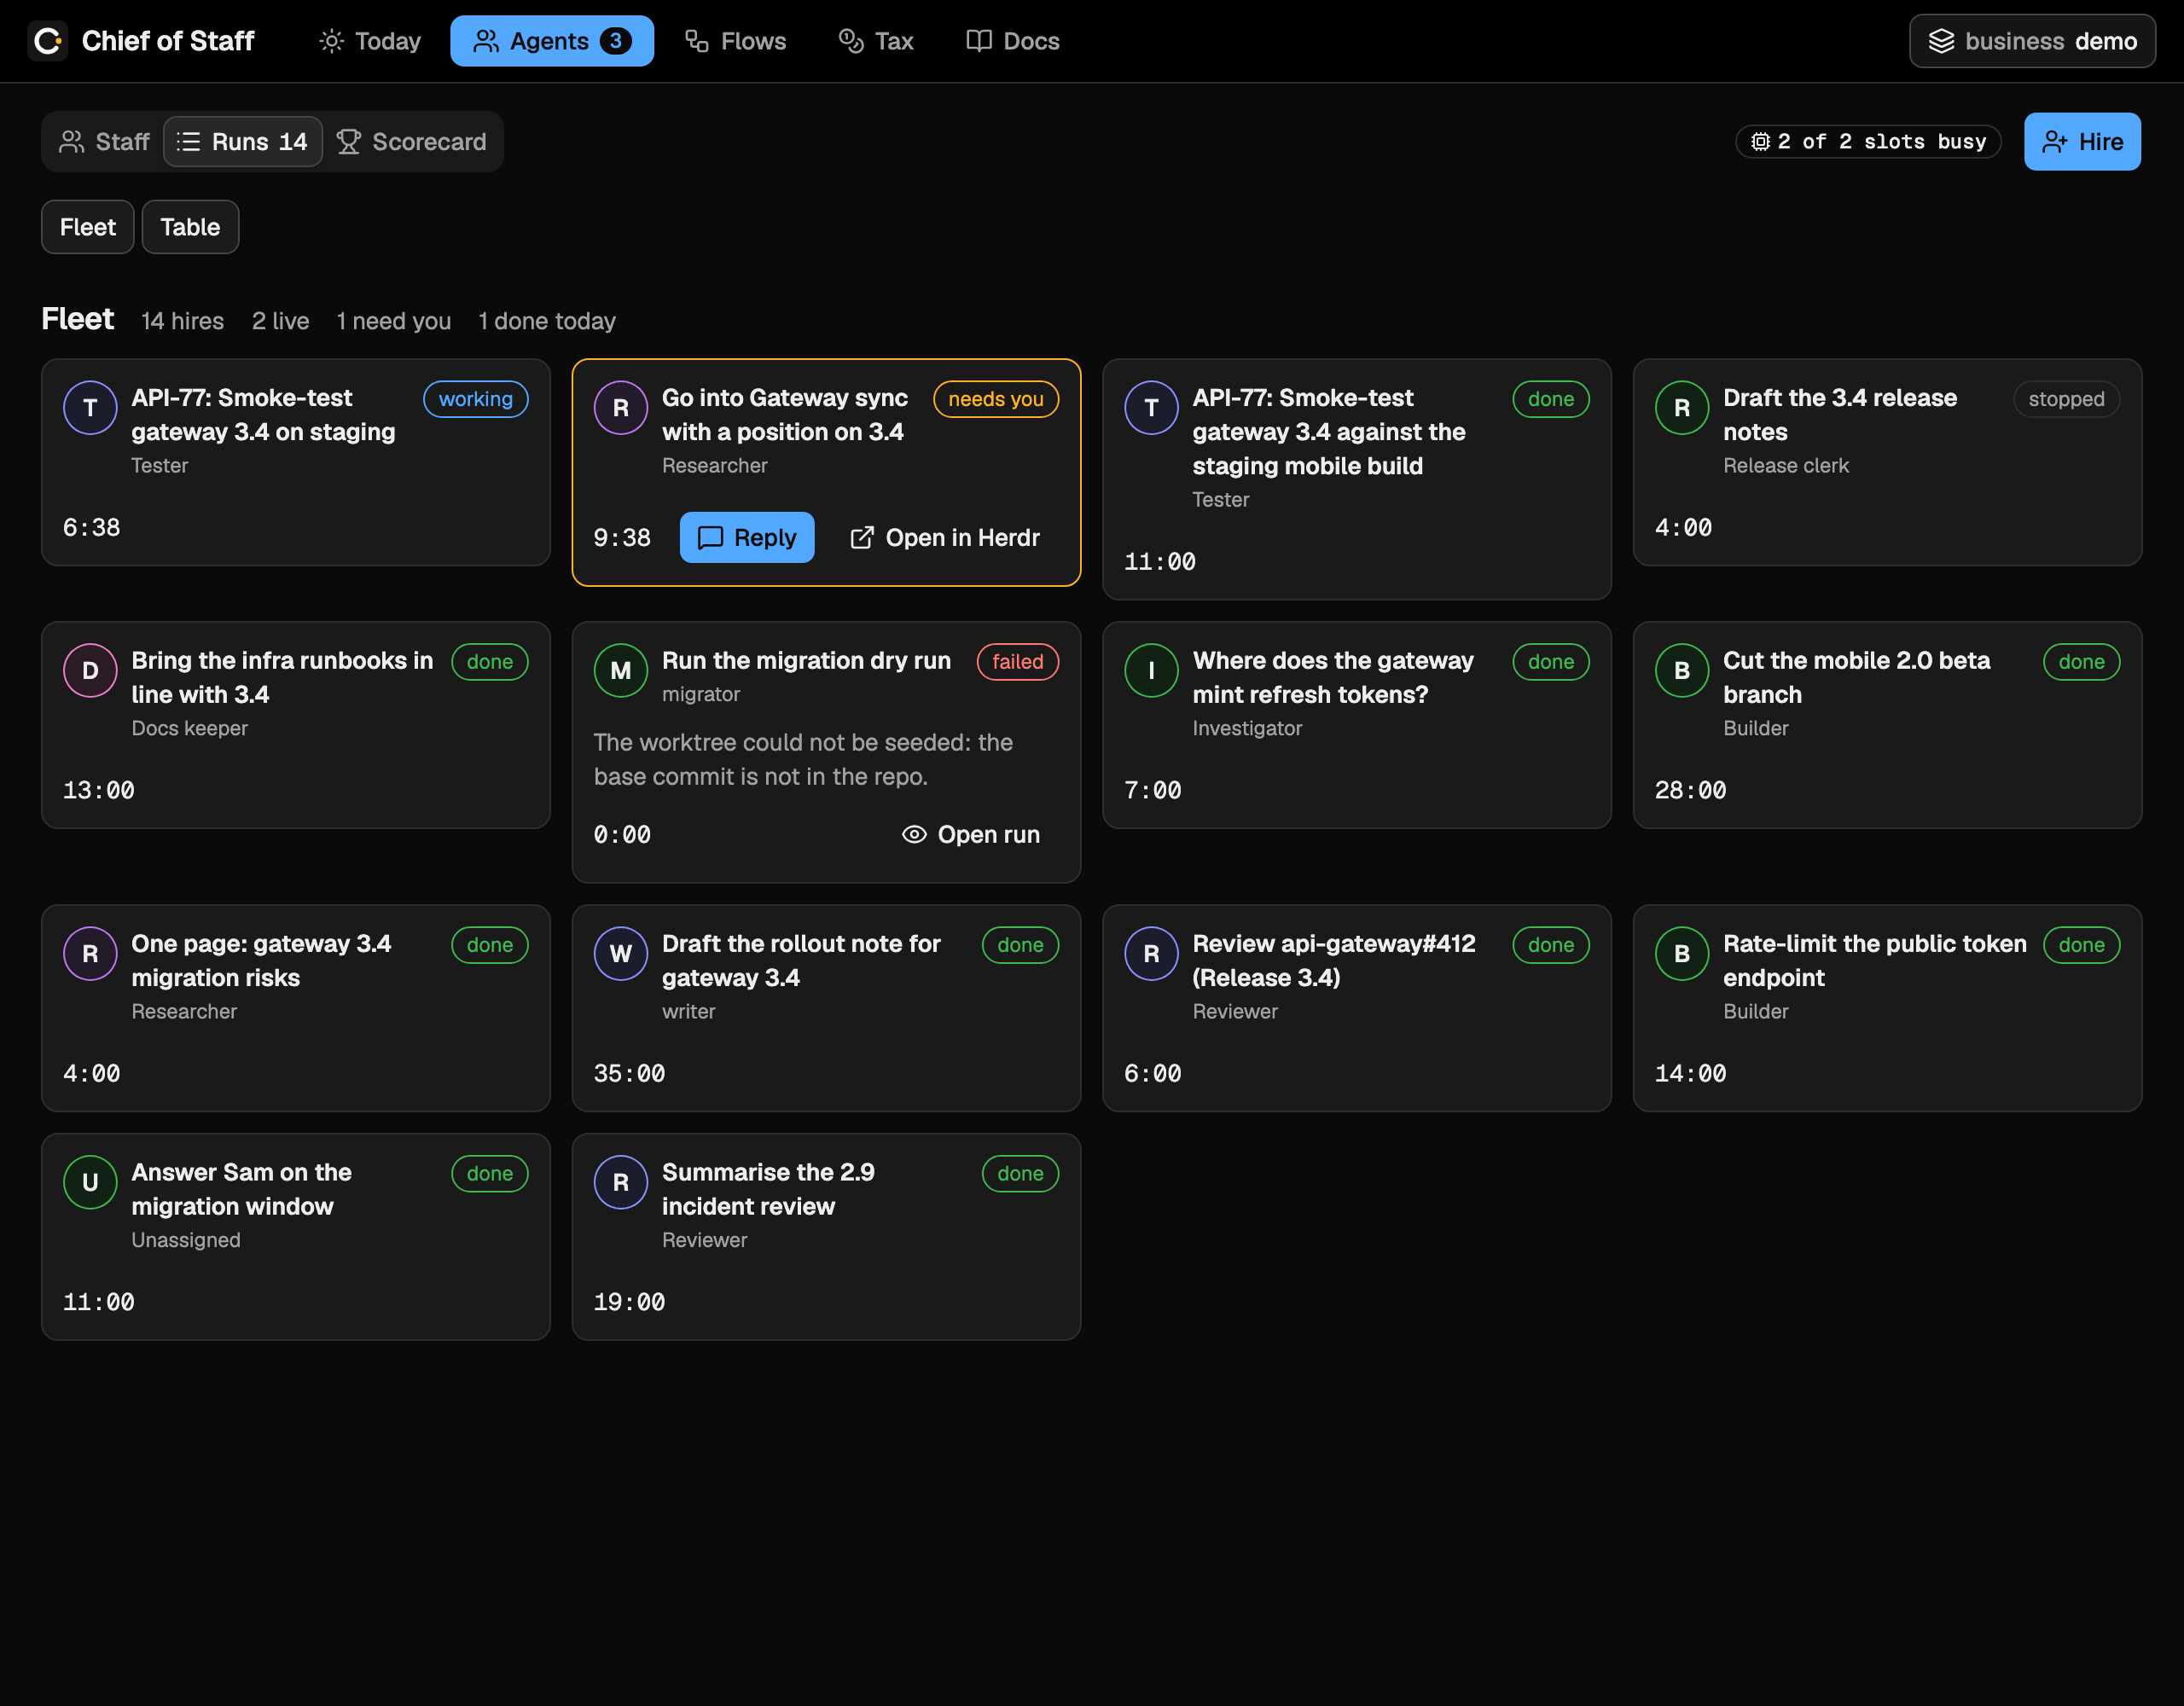 Chief of Staff
Today
Agents 3
Flows
Tax
Docs
business demo
Staff
Runs 14
Scorecard
2 of 2 slots busy
Hire
Fleet
Table
Fleet
14 hires
2 live
1 need you
1 done today
T
API-77: Smoke-test
gateway 3.4 on staging
Tester
working
6:38
R
Go into Gateway sync
with a position on 3.4
Researcher
needs you
9:38
Reply
Open in Herdr
T
API-77: Smoke-test
gateway 3.4 against the
staging mobile build
Tester
done
11:00
R
Draft the 3.4 release
notes
Release clerk
stopped
4:00
D
Bring the infra runbooks in
line with 3.4
Docs keeper
done
13:00
M
Run the migration dry run
migrator
failed
The worktree could not be seeded: the
base commit is not in the repo.
0:00
Open run
I
Where does the gateway
mint refresh tokens?
Investigator
done
7:00
B
Cut the mobile 2.0 beta
branch
Builder
done
28:00
R
One page: gateway 3.4
migration risks
Researcher
done
4:00
W
Draft the rollout note for
gateway 3.4
writer
done
35:00
R
Review api-gateway#412
(Release 3.4)
Reviewer
done
6:00
B
Rate-limit the public token
endpoint
Builder
done
14:00
U
Answer Sam on the
migration window
Unassigned
done
11:00
R
Summarise the 2.9
incident review
Reviewer
done
19:00